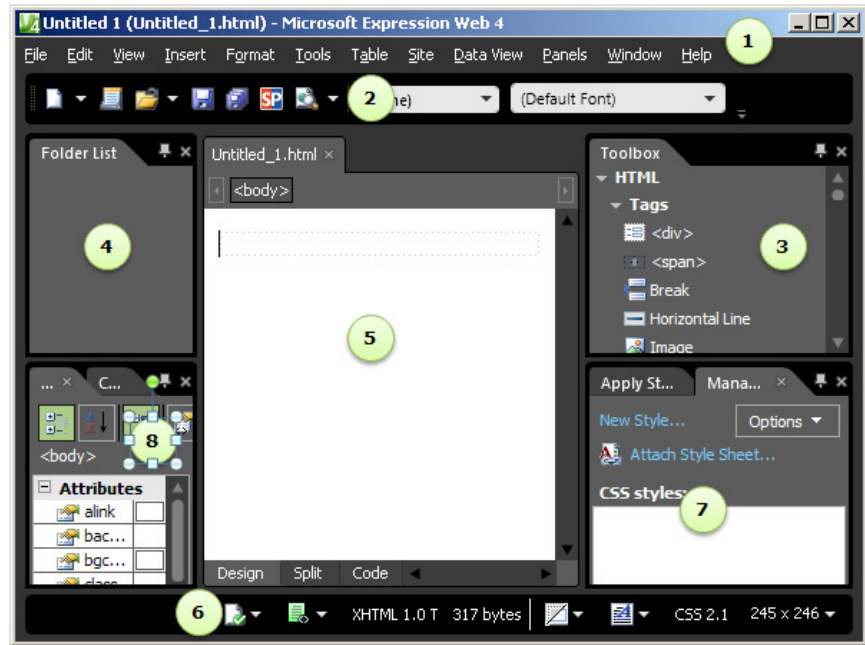 Untitled 1 (Untitled_1.html) - Microsoft Expression Web 4
File Edit View Insert Format Tools Table Site Data View Panels Window Help
1
2
(Default Font)
Folder List
4
Untitled_1.html
<body>
5
Toolbox
HTML
Tags
<div>
<span>
Break
Horizontal Line
Image
3
... C...
8
<body>
Attributes
alink
bac...
bgc...
class
Design Split Code
Apply St... Mana...
New Style... Options
Attach Style Sheet...
CSS styles:
7
6
XHTML 1.0 T 317 bytes CSS 2.1 245 x 246